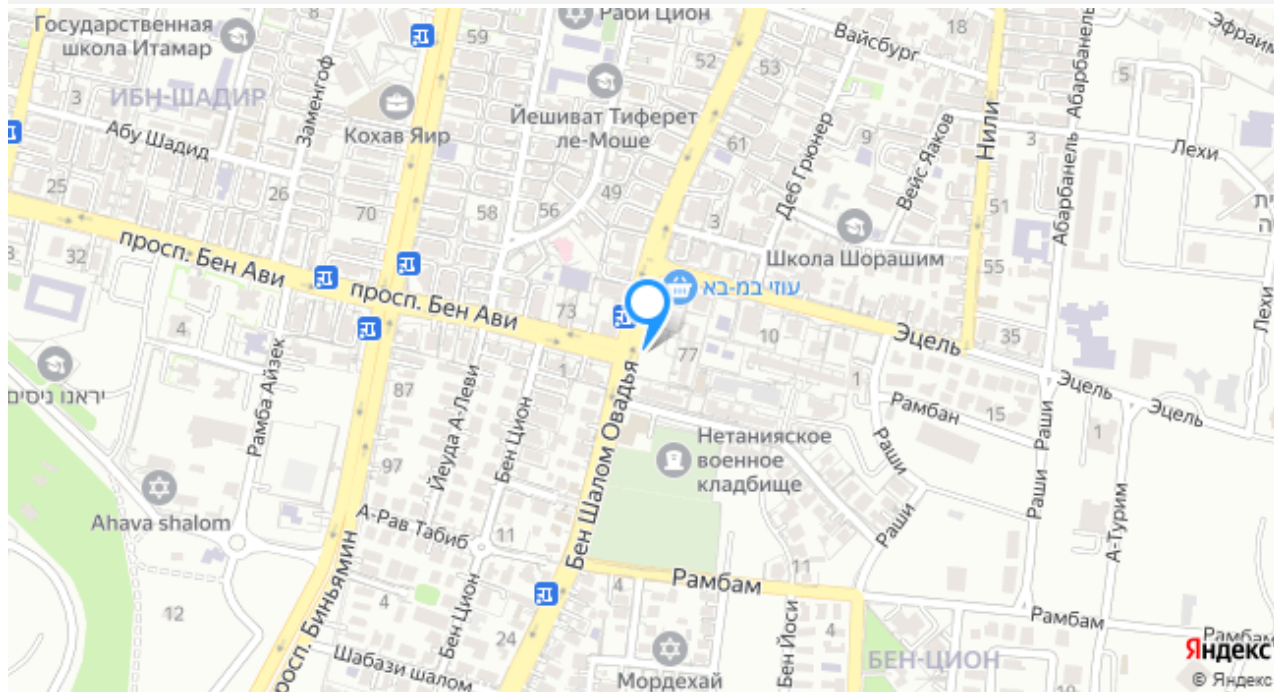 Государственная
школа Итамар
59
Раби Цион
18
Эфраим
Вайсбург
52
53
5
3
ИБН-ШАДИР
Заменгоф
Кохав Яир
Йешиват Тиферет
ле-Моше
61
Деб Грюнер
9
Вейс Яаков
Нили
3
Абарбанель
Абарбанель
Лехи
Абу Шадид
25
26
70
58
56
49
3
51
ית
ה
Школа Шорашим
55
32
просп. Бен Ави
просп. Бен Ави
73
עוזי במ-בא
10
Эцель
35
Лехи
4
Рамба Айзек
יראנו ניסים
87
Йеуда А-Леви
Бен Цион
1
77
1
Рамбан
15
Эцель
Эцель
1
Бен Шалом Овадья
Нетанияское
военное
кладбище
Раши
Раши
Раши
Раши
А-Турим
97
Ahava shalom
А-Рав Табиб
11
просп. Биньямин
12
4
Бен Цион
24
4
Рамбам
11
Рамбам
Рамбам
Шабази шалом
Мордехай
Бен Йоси
4
БЕН-ЦИОН
Яндекс
© Яндекс